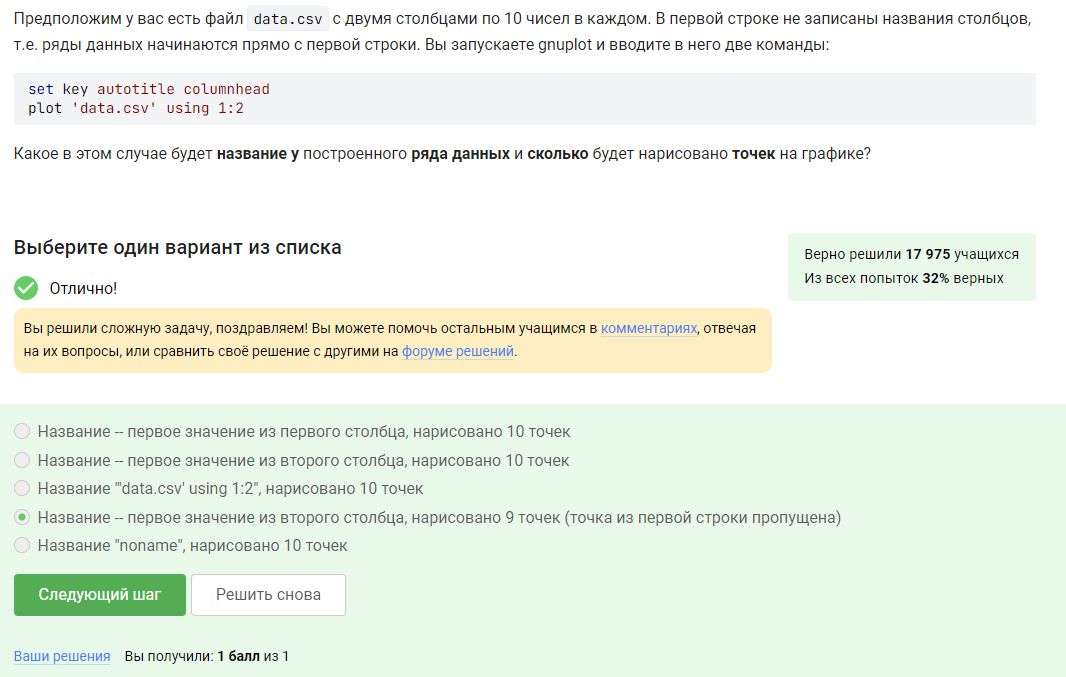 Предположим у вас есть файл data.csv с двумя столбцами по 10 чисел в каждом. В первой строке не записаны названия столбцов,
т.е. ряды данных начинаются прямо с первой строки. Вы запускаете gnuplot и вводите в него две команды:
set key autotitle columnhead
plot 'data.csv' using 1:2
Какое в этом случае будет название у построенного ряда данных и сколько будет нарисовано точек на графике?
Выберите один вариант из списка
Верно решили 17 975 учащихся
Из всех попыток 32% верных
Отлично!
Вы решили сложную задачу, поздравляем! Вы можете помочь остальным учащимся в комментариях, отвечая
на их вопросы, или сравнить своё решение с другими на форуме решений.
Название -- первое значение из первого столбца, нарисовано 10 точек
Название -- первое значение из второго столбца, нарисовано 10 точек
Название "'data.csv' using 1:2", нарисовано 10 точек
Название -- первое значение из второго столбца, нарисовано 9 точек (точка из первой строки пропущена)
Название "noname", нарисовано 10 точек
Следующий шаг
Решить снова
Ваши решения Вы получили: 1 балл из 1